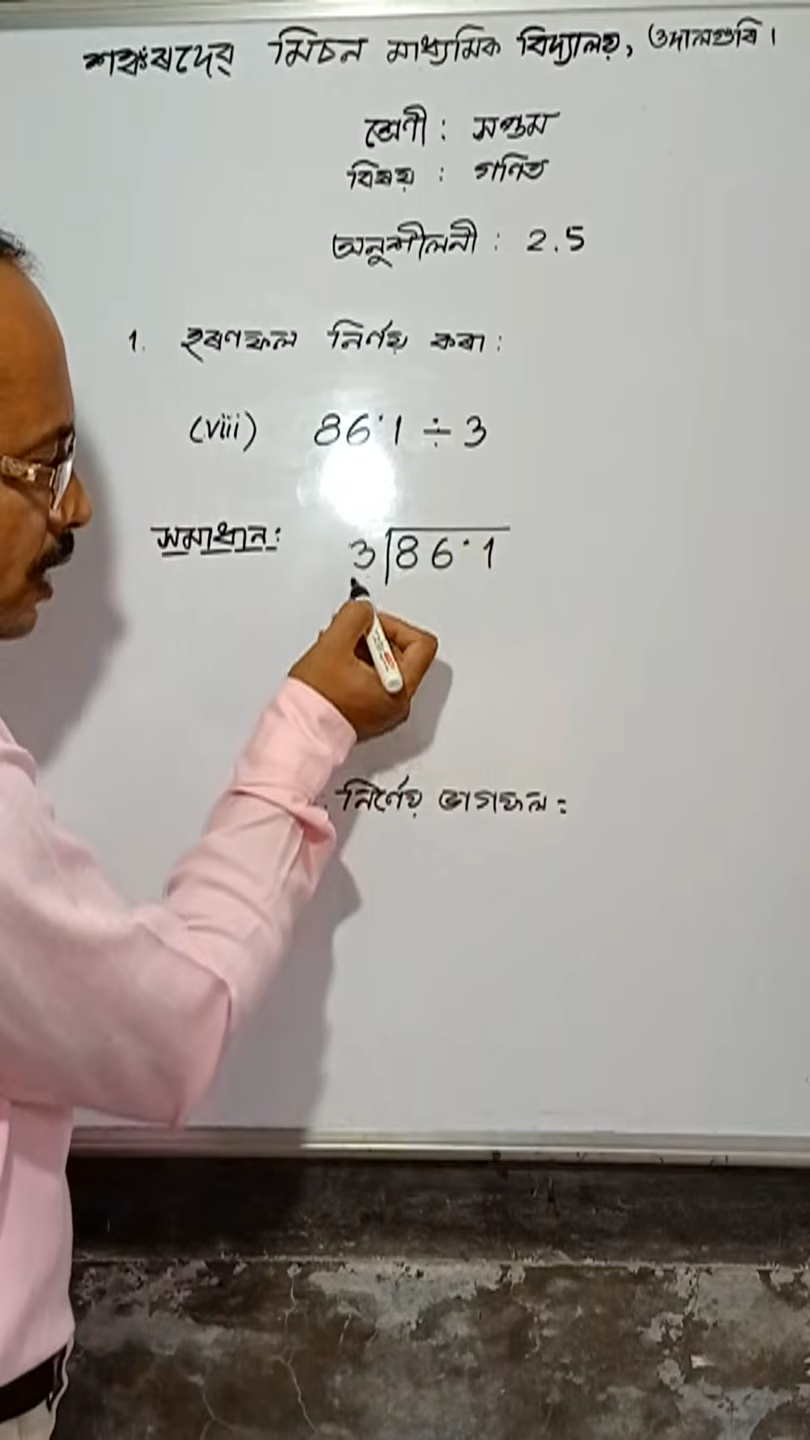 শঙ্কৰদেৱ মিচন মাধ্যমিক বিদ্যালয়, ওদালগুৰি।
শ্ৰেণী : সপ্তম
বিষয় : গণিত
অনুশীলনী : 2.5
1. হৰণফল নিৰ্ণয় কৰা :
(viii) 86·1 ÷ 3
সমাধান: 3 86·1
নিৰ্ণেয় ভাগফল =